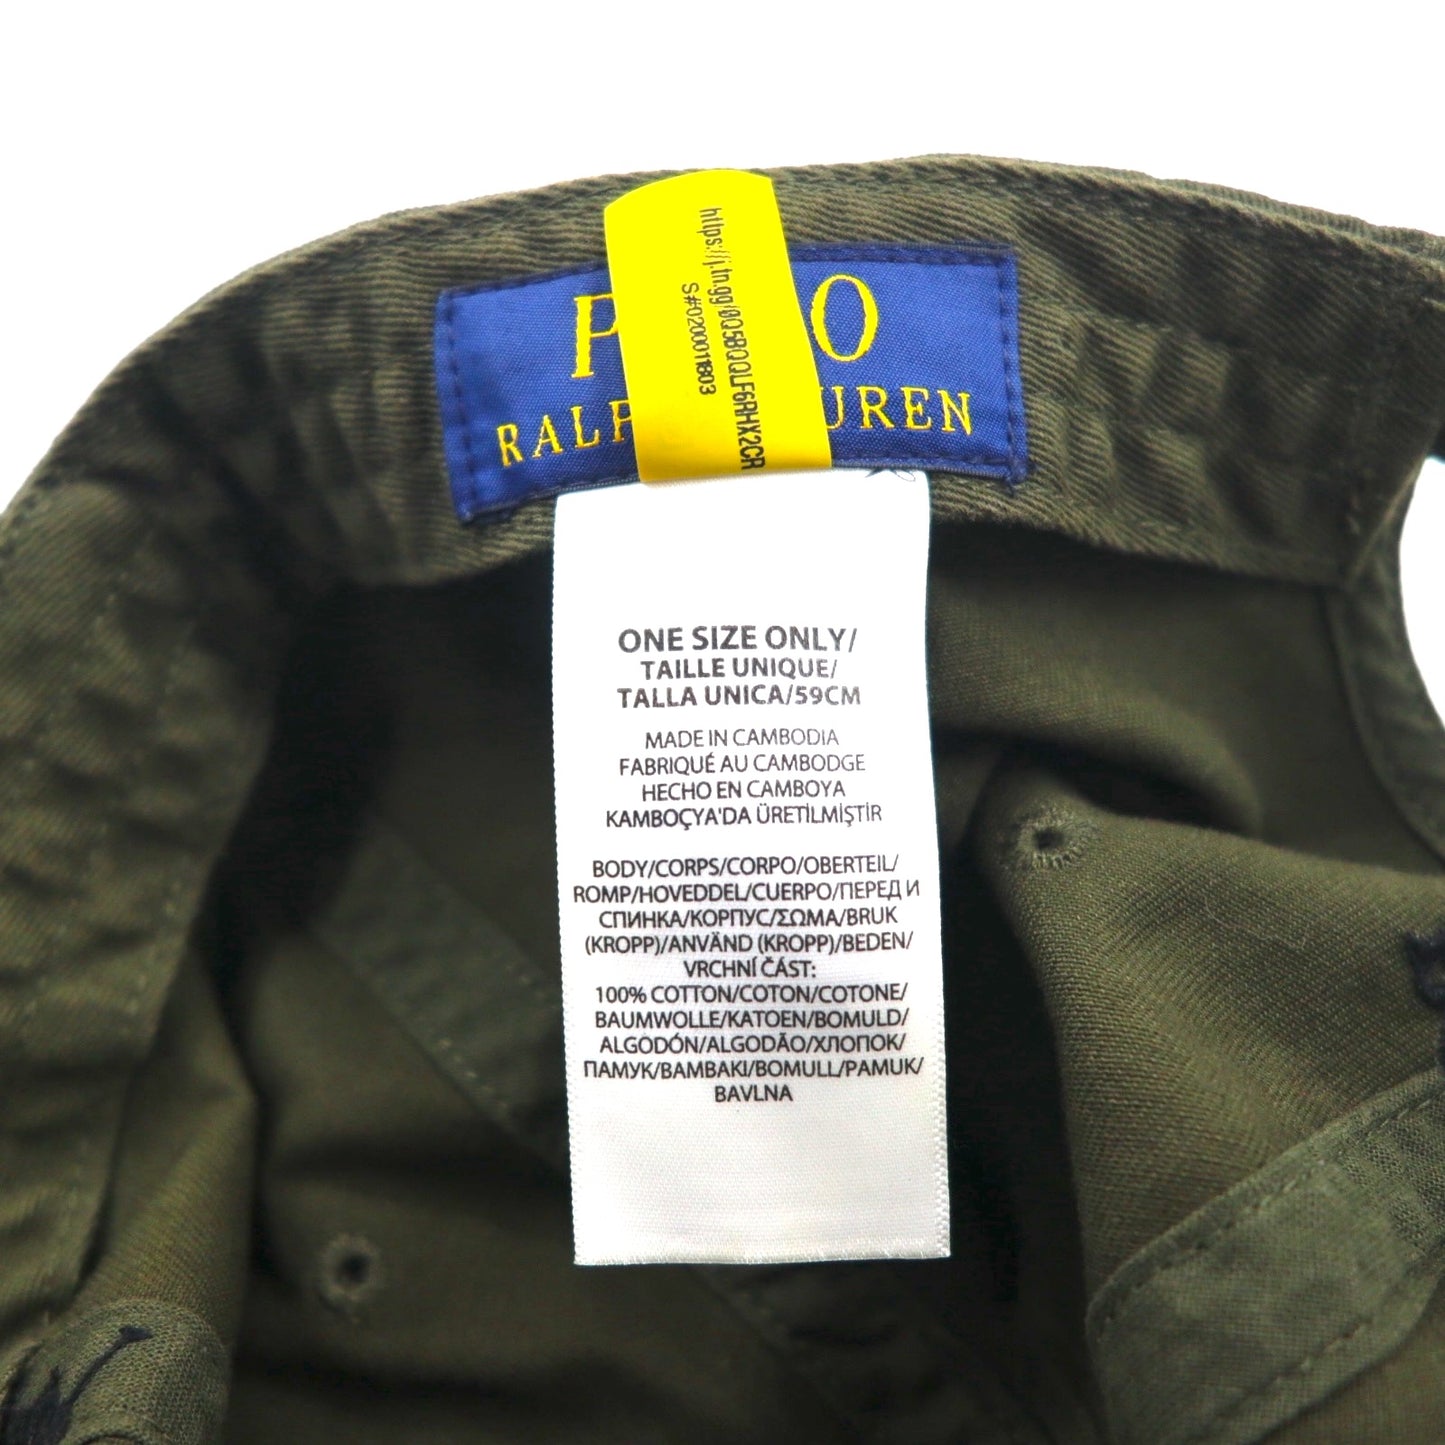 P O
RALP UREN
https://j.tn.gg/0Q5BQQLF6RHX2CR
S#0200011803
ONE SIZE ONLY/
TAILLE UNIQUE/
TALLA UNICA/59CM
MADE IN CAMBODIA
FABRIQUÉ AU CAMBODGE
HECHO EN CAMBOYA
KAMBOÇYA'DA ÜRETİLMİŞTİR
BODY/CORPS/CORPO/OBERTEIL/
ROMP/HOVEDDEL/CUERPO/ПЕРЕД И
СПИНКА/КОРПУС/ΣΩΜΑ/BRUK
(KROPP)/ANVÄND (KROPP)/BEDEN/
VRCHNÍ ČÁST:
100% COTTON/COTON/COTONE/
BAUMWOLLE/KATOEN/BOMULD/
ALGODÓN/ALGODÃO/ХЛОПОК/
ПАМУК/BAMBAKI/BOMULL/PAMUK/
BAVLNA